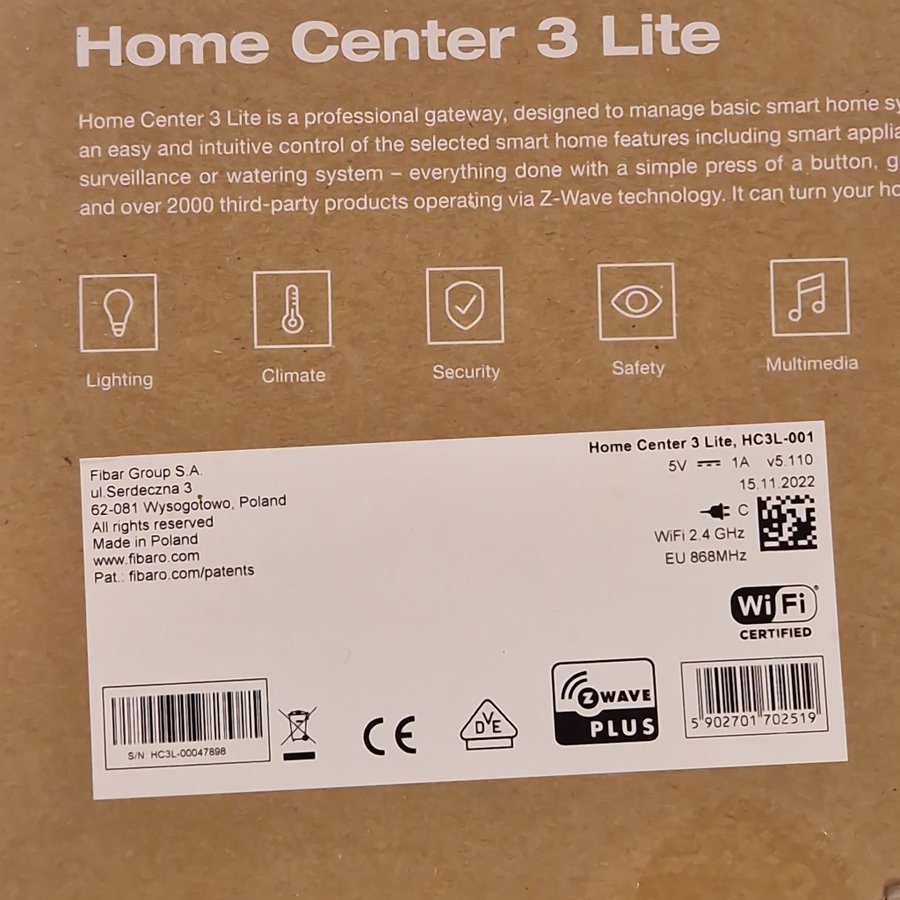 Home Center 3 Lite
Home Center 3 Lite is a professional gateway, designed to manage basic smart home
an easy and intuitive control of the selected smart home features including smart
surveillance or watering system – everything done with a simple press of a button,
and over 2000 third-party products operating via Z-Wave technology. It can turn your
Lighting
Climate
Security
Safety
Multimedia
Fibar Group S.A.
ul.Serdeczna 3
62-081 Wysogotowo, Poland
All rights reserved
Made in Poland
www.fibaro.com
Pat.: fibaro.com/patents
Home Center 3 Lite, HC3L-001
5V 1A v5.110
15.11.2022
C
WiFi 2.4 GHz
EU 868MHz
WiFi
CERTIFIED
S/N: HC3L-00047898
CE
DVE
Z WAVE
PLUS
5 902701 702519